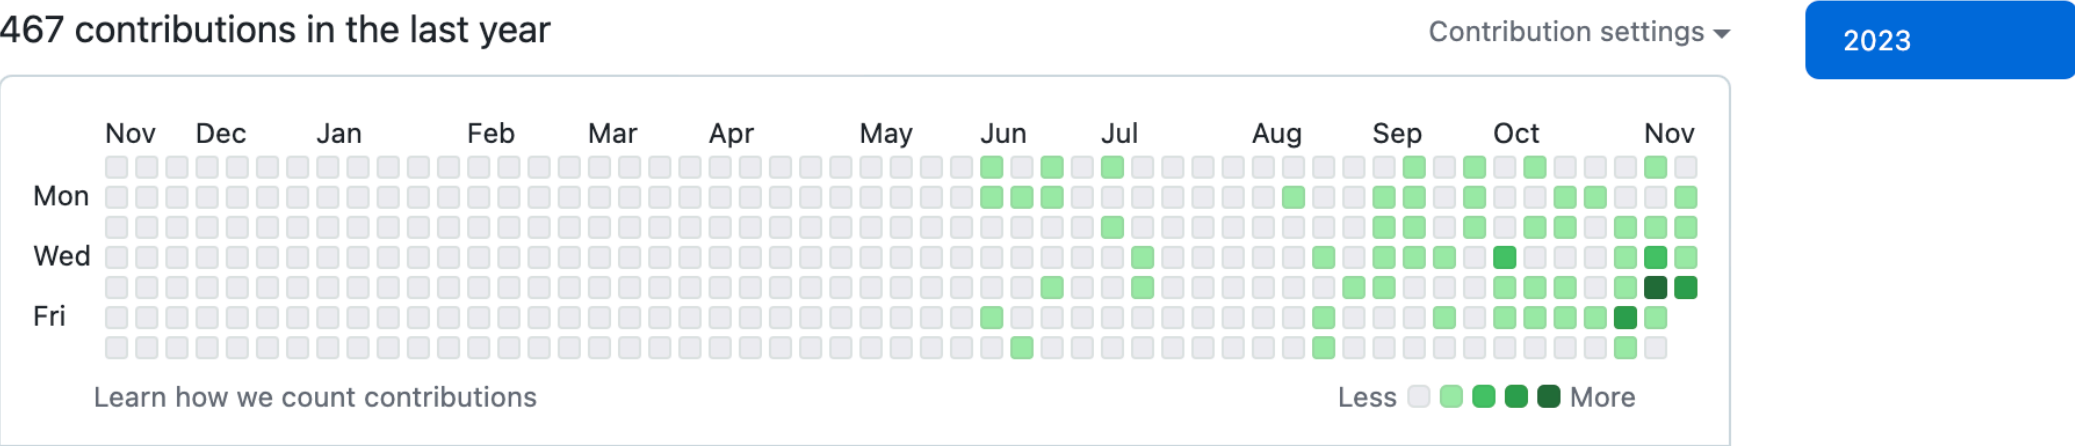 467 contributions in the last year
Contribution settings
2023
Nov Dec Jan Feb Mar Apr May Jun Jul Aug Sep Oct Nov
Mon
Wed
Fri
Learn how we count contributions
Less More